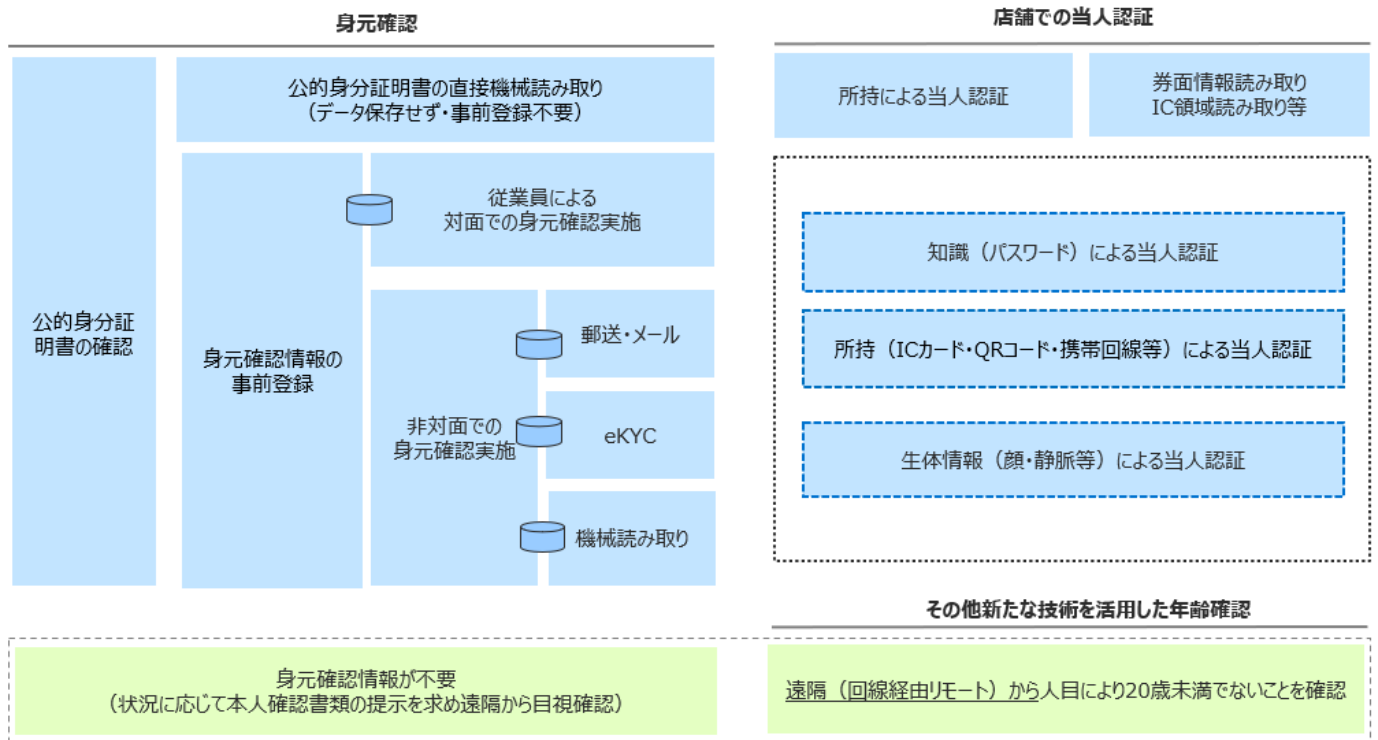 身元確認
店舗での当人認証
公的身分証明書の直接機械読み取り
（データ保存せず・事前登録不要）
所持による当人認証
券面情報読み取り
IC領域読み取り等
従業員による
対面での身元確認実施
知識（パスワード）による当人認証
公的身分証
明書の確認
身元確認情報の
事前登録
郵送・メール
所持（ICカード・QRコード・携帯回線等）による当人認証
非対面での
身元確認実施
eKYC
生体情報（顔・静脈等）による当人認証
機械読み取り
その他新たな技術を活用した年齢確認
身元確認情報が不要
（状況に応じて本人確認書類の提示を求め遠隔から目視確認）
遠隔（回線経由リモート）から人目により20歳未満でないことを確認